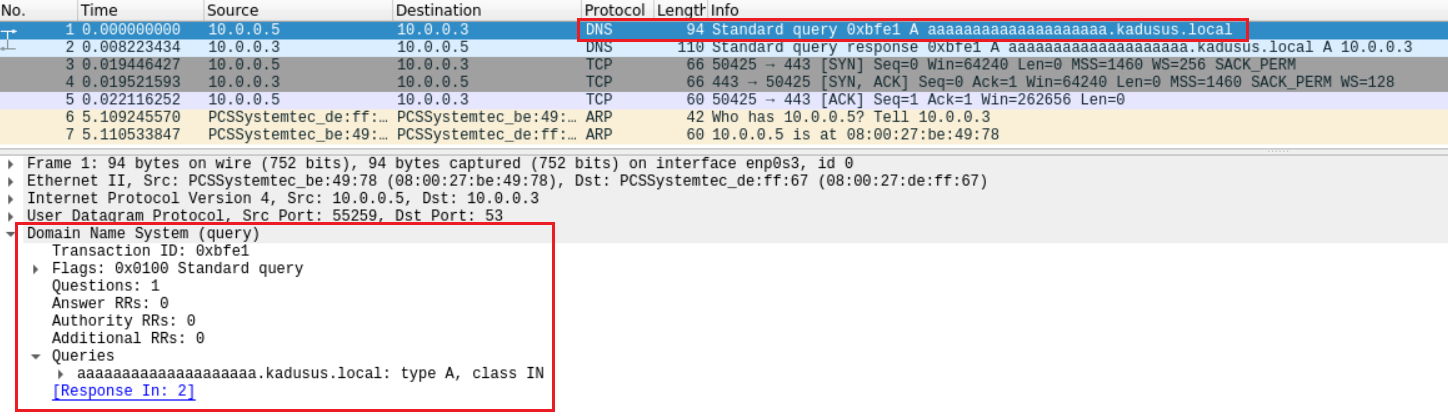 No. Time Source Destination Protocol Length Info
1 0.000000000 10.0.0.5 10.0.0.3 DNS 94 Standard query 0xbfe1 A aaaaaaaaaaaaaaaaaaaa.kadusus.local
2 0.008223434 10.0.0.3 10.0.0.5 DNS 110 Standard query response 0xbfe1 A aaaaaaaaaaaaaaaaaaaa.kadusus.local A 10.0.0.3
3 0.019446427 10.0.0.5 10.0.0.3 TCP 66 50425 → 443 [SYN] Seq=0 Win=64240 Len=0 MSS=1460 WS=256 SACK_PERM
4 0.019521593 10.0.0.3 10.0.0.5 TCP 66 443 → 50425 [SYN, ACK] Seq=0 Ack=1 Win=64240 Len=0 MSS=1460 SACK_PERM WS=128
5 0.022116252 10.0.0.5 10.0.0.3 TCP 60 50425 → 443 [ACK] Seq=1 Ack=1 Win=262656 Len=0
6 5.109245570 PCSSystemtec_de:ff:… PCSSystemtec_be:49:… ARP 42 Who has 10.0.0.5? Tell 10.0.0.3
7 5.110533847 PCSSystemtec_be:49:… PCSSystemtec_de:ff:… ARP 60 10.0.0.5 is at 08:00:27:be:49:78
Frame 1: 94 bytes on wire (752 bits), 94 bytes captured (752 bits) on interface enp0s3, id 0
Ethernet II, Src: PCSSystemtec_be:49:78 (08:00:27:be:49:78), Dst: PCSSystemtec_de:ff:67 (08:00:27:de:ff:67)
Internet Protocol Version 4, Src: 10.0.0.5, Dst: 10.0.0.3
User Datagram Protocol, Src Port: 55259, Dst Port: 53
Domain Name System (query)
Transaction ID: 0xbfe1
Flags: 0x0100 Standard query
Questions: 1
Answer RRs: 0
Authority RRs: 0
Additional RRs: 0
Queries
aaaaaaaaaaaaaaaaaaaa.kadusus.local: type A, class IN
[Response In: 2]